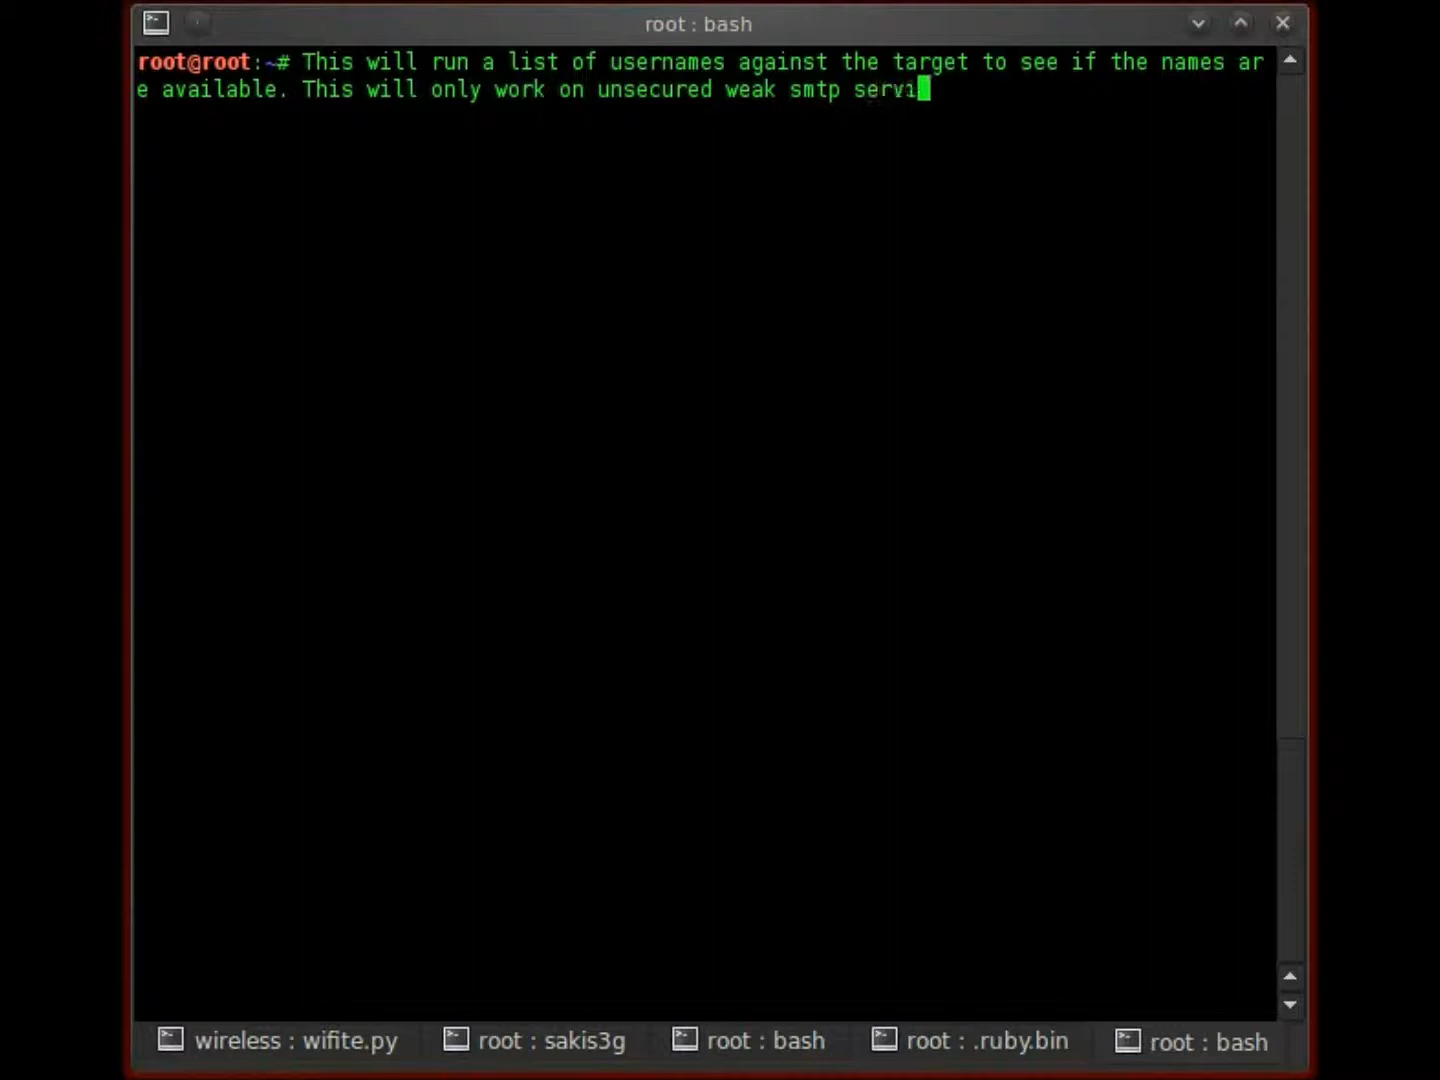 root : bash
root@root:~# This will run a list of usernames against the target to see if the names ar
e available. This will only work on unsecured weak smtp servi
wireless : wifite.py
root : sakis3g
root : bash
root : .ruby.bin
root : bash